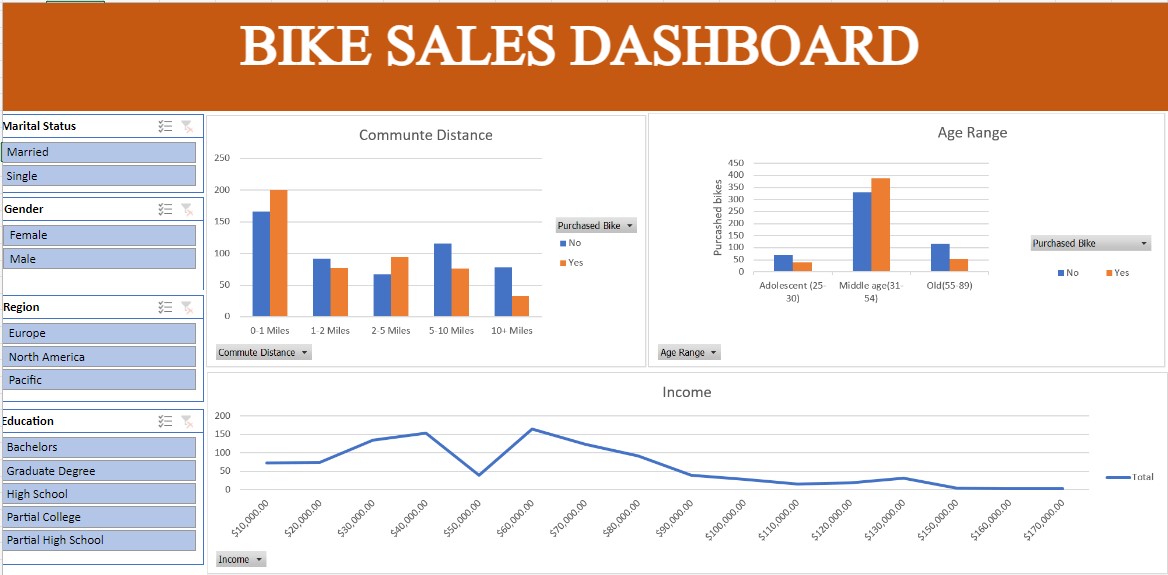 BIKE SALES DASHBOARD
Marital Status
Married
Single
Gender
Female
Male
Region
Europe
North America
Pacific
Education
Bachelors
Graduate Degree
High School
Partial College
Partial High School
Communte Distance
250
200
150
100
50
0
0-1 Miles
1-2 Miles
2-5 Miles
5-10 Miles
10+ Miles
Purchased Bike
No
Yes
Commute Distance
Age Range
Purcashed bikes
450
400
350
300
250
200
150
100
50
0
Adolescent (25-
30)
Middle age(31-
54)
Old(55-89)
Purchased Bike
No
Yes
Age Range
Income
200
150
100
50
0
$10,000.00
$20,000.00
$30,000.00
$40,000.00
$50,000.00
$60,000.00
$70,000.00
$80,000.00
$90,000.00
$100,000.00
$110,000.00
$120,000.00
$130,000.00
$150,000.00
$160,000.00
$170,000.00
Total
Income